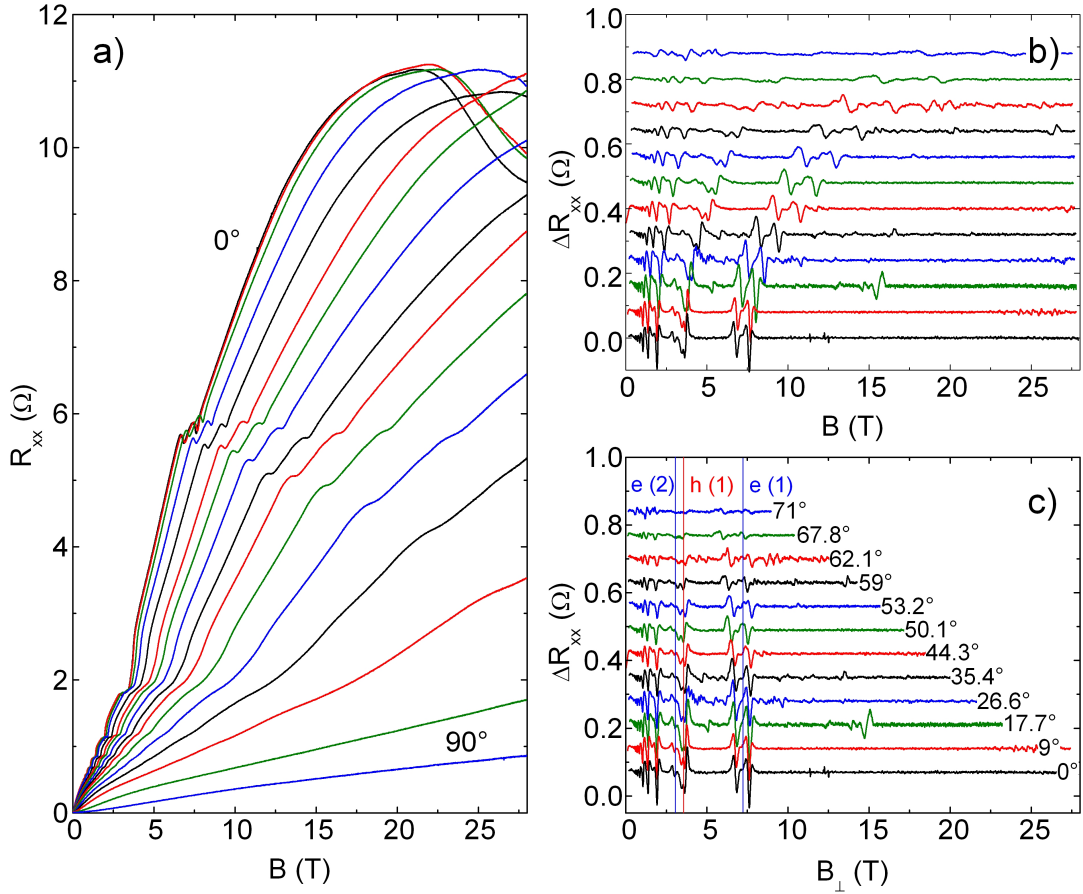 a)
12
10
8
6
4
2
0
R_xx (Ω)
0°
90°
0 5 10 15 20 25
B (T)
b)
1.0
0.8
0.6
0.4
0.2
0.0
ΔR_xx (Ω)
0 5 10 15 20 25
B (T)
c)
1.0
0.8
0.6
0.4
0.2
0.0
ΔR_xx (Ω)
e (2) h (1) e (1)
71°
67.8°
62.1°
59°
53.2°
50.1°
44.3°
35.4°
26.6°
17.7°
9°
0°
0 5 10 15 20 25
B_⊥ (T)